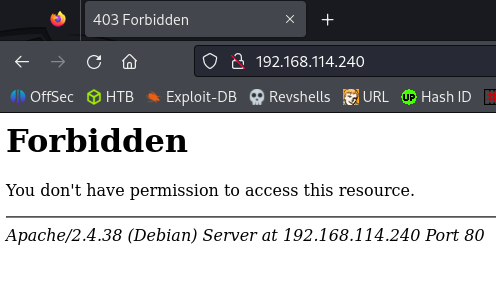 403 Forbidden
192.168.114.240
OffSec HTB Exploit-DB Revshells URL UP Hash ID
Forbidden
You don't have permission to access this resource.
Apache/2.4.38 (Debian) Server at 192.168.114.240 Port 80